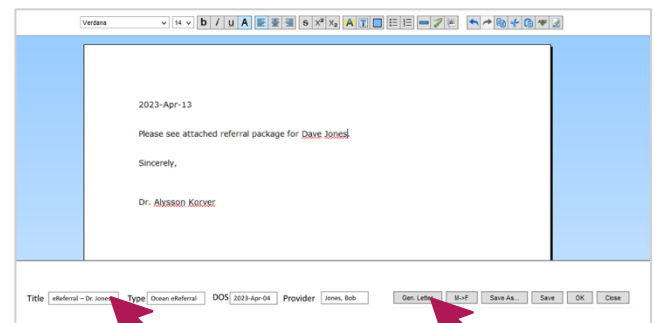 Verdana 14 b / U A S X² X₂ A T
2023-Apr-13
Please see attached referral package for Dave Jones.
Sincerely,
Dr. Alysson Korver
Title eReferral ~ Dr. Jones Type Ocean eReferral DOS 2023-Apr-04 Provider Jones, Bob Gen. Letter M->F Save As... Save OK Close